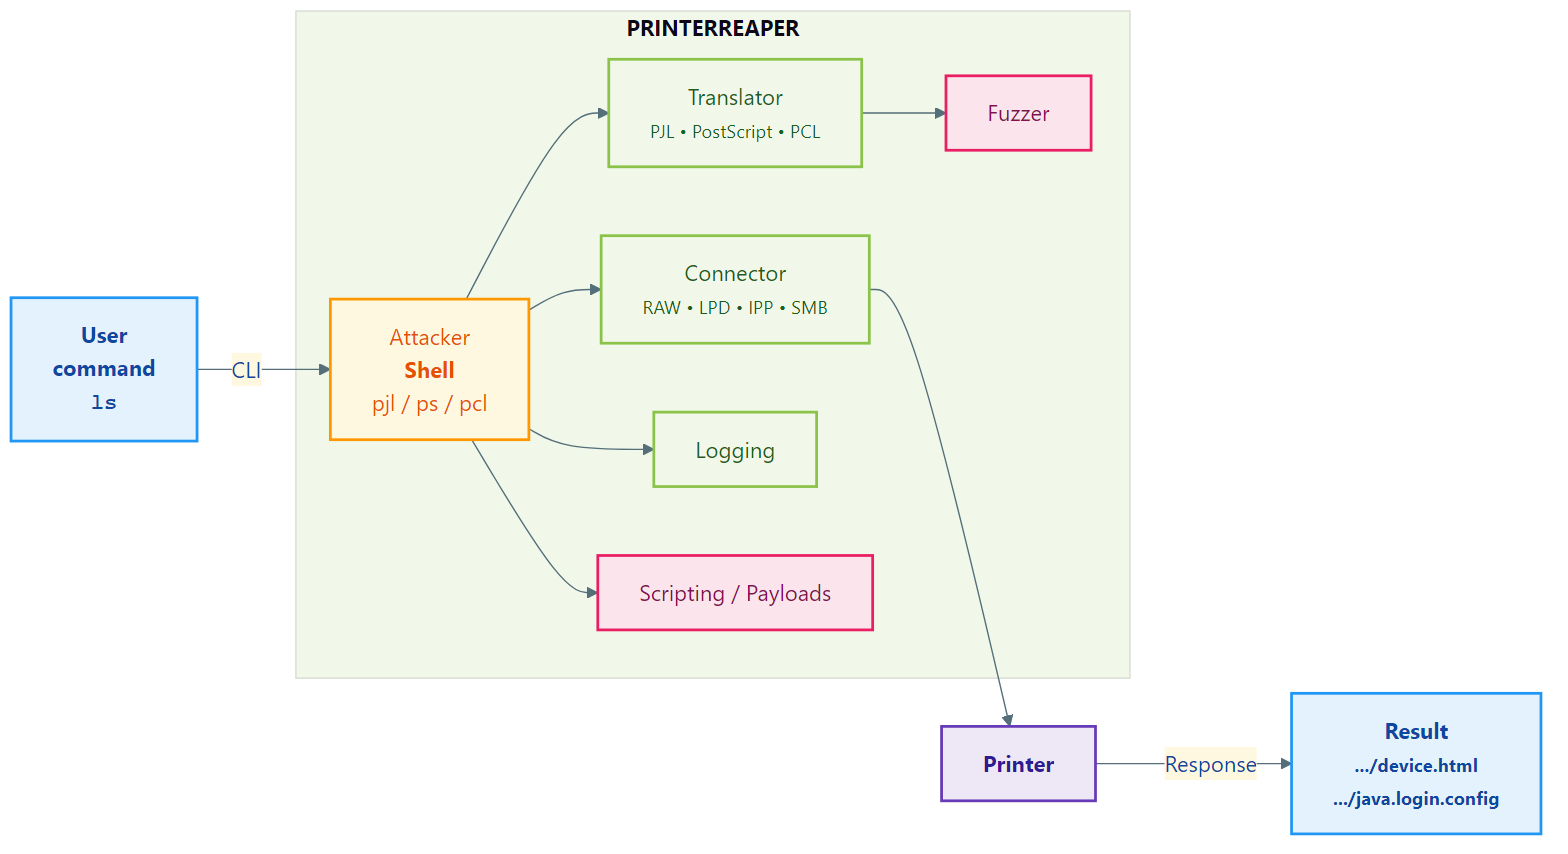 PRINTERREAPER
Translator
PJL • PostScript • PCL
Fuzzer
Connector
RAW • LPD • IPP • SMB
User
command
ls
CLI
Attacker
Shell
pjl / ps / pcl
Logging
Scripting / Payloads
Printer
Response
Result
.../device.html
.../java.login.config